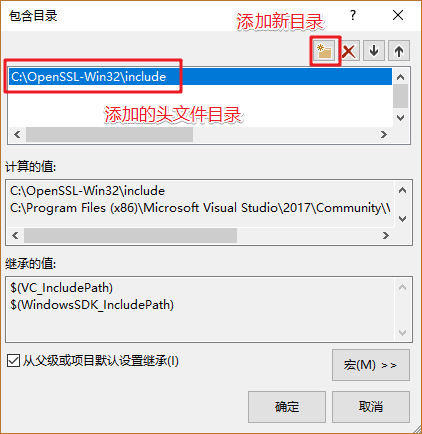 包含目录
? ×
添加新目录
C:\OpenSSL-Win32\include
添加的头文件目录
计算的值:
C:\OpenSSL-Win32\include
C:\Program Files (x86)\Microsoft Visual Studio\2017\Community\\
继承的值:
$(VC_IncludePath)
$(WindowsSDK_IncludePath)
从父级或项目默认设置继承(I)
宏(M) >>
确定
取消